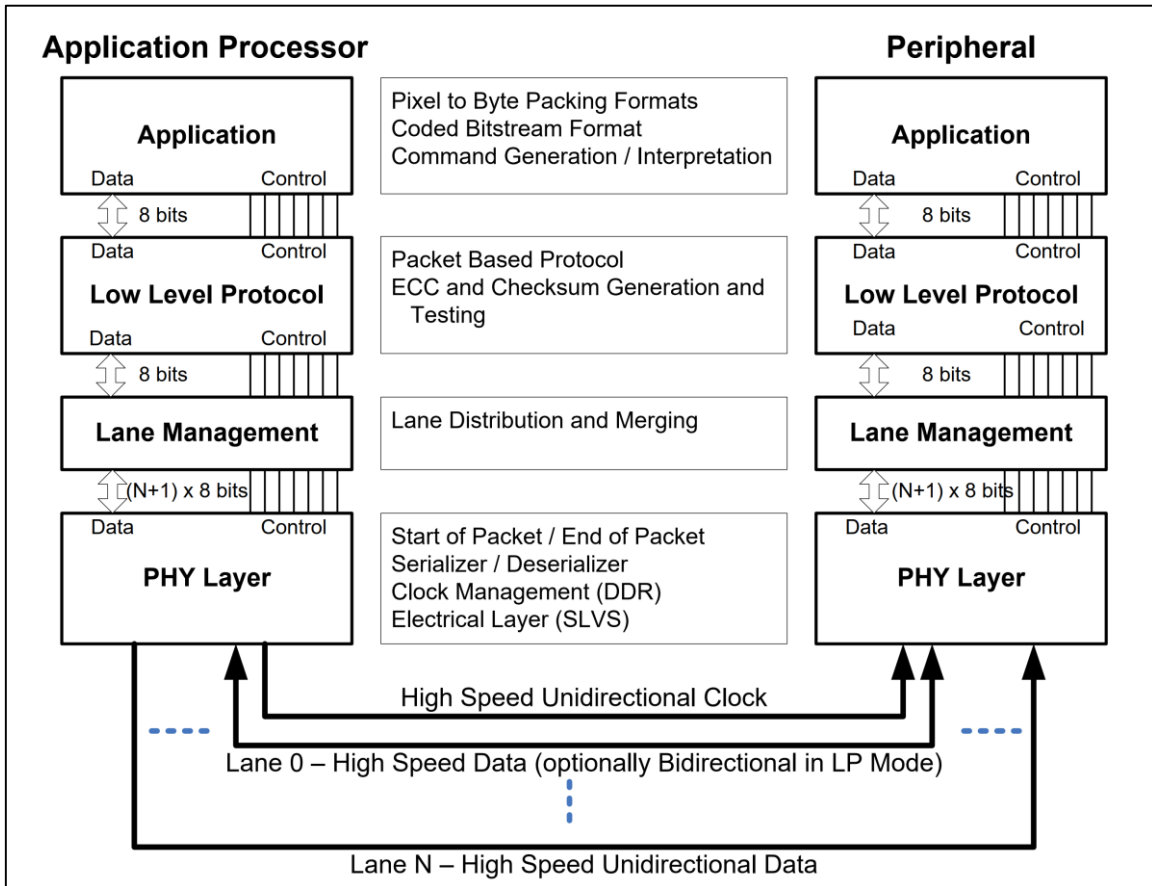 Application Processor
Peripheral
Application
Data Control
8 bits
Data Control
Low Level Protocol
Data Control
8 bits
Lane Management
(N+1) x 8 bits
Data Control
PHY Layer
Pixel to Byte Packing Formats
Coded Bitstream Format
Command Generation / Interpretation
Packet Based Protocol
ECC and Checksum Generation and
Testing
Lane Distribution and Merging
Start of Packet / End of Packet
Serializer / Deserializer
Clock Management (DDR)
Electrical Layer (SLVS)
Application
Data Control
8 bits
Data Control
Low Level Protocol
Data Control
8 bits
Lane Management
(N+1) x 8 bits
Data Control
PHY Layer
High Speed Unidirectional Clock
Lane 0 – High Speed Data (optionally Bidirectional in LP Mode)
Lane N – High Speed Unidirectional Data